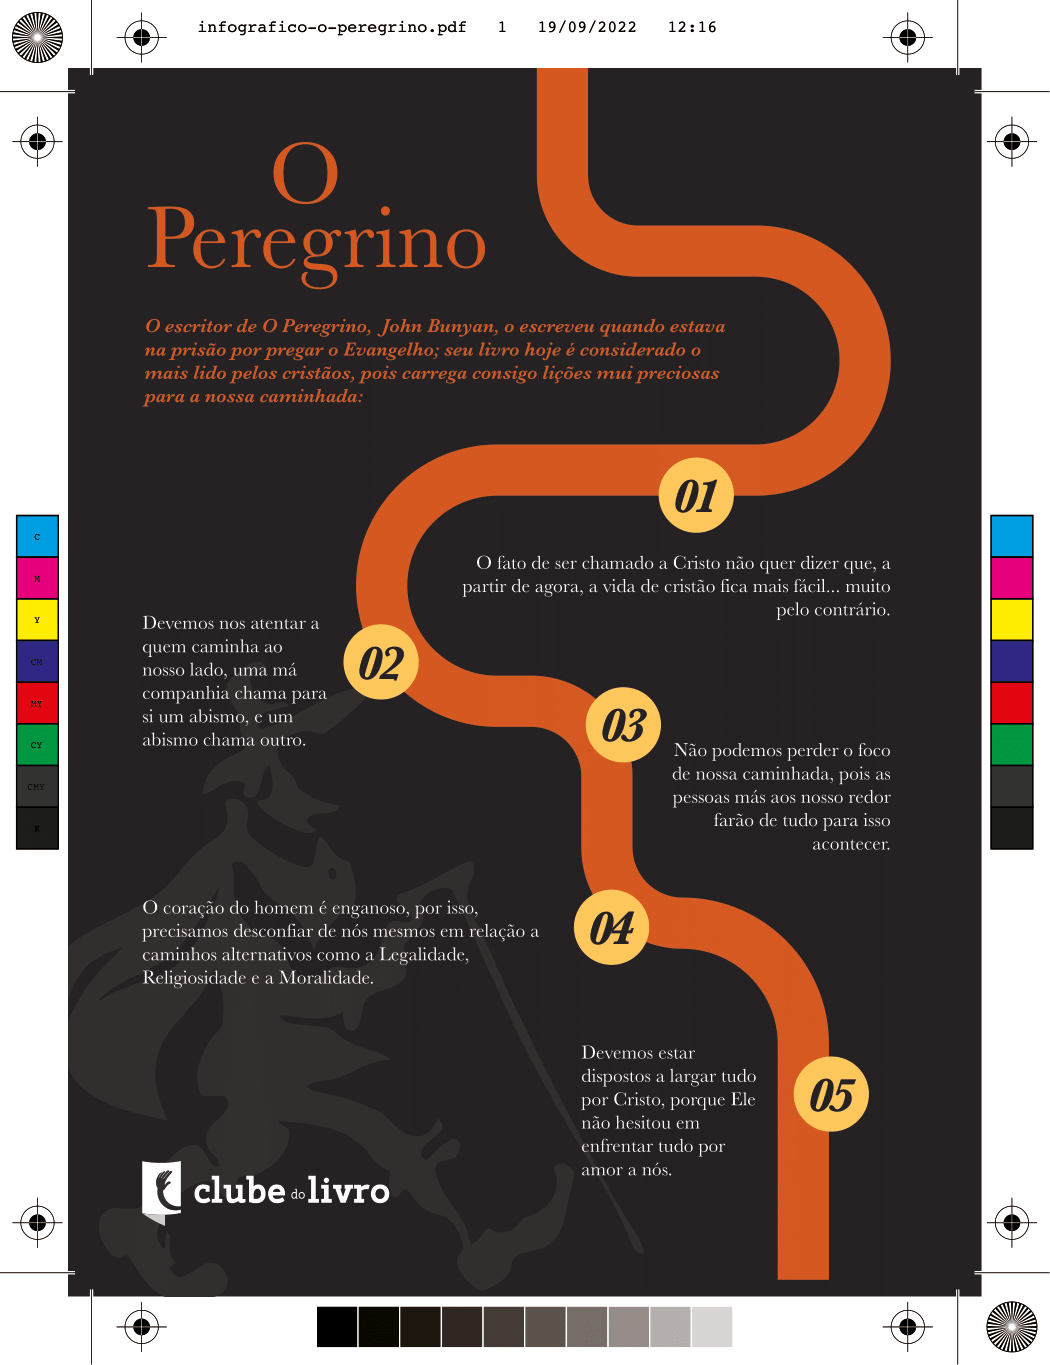 infografico-o-peregrino.pdf 1 19/09/2022 12:16
O
Peregrino
O escritor de O Peregrino, John Bunyan, o escreveu quando estava
na prisão por pregar o Evangelho; seu livro hoje é considerado o
mais lido pelos cristãos, pois carrega consigo lições mui preciosas
para a nossa caminhada:
01
O fato de ser chamado a Cristo não quer dizer que, a
partir de agora, a vida de cristão fica mais fácil... muito
pelo contrário.
02
Devemos nos atentar a
quem caminha ao
nosso lado, uma má
companhia chama para
si um abismo, e um
abismo chama outro.
03
Não podemos perder o foco
de nossa caminhada, pois as
pessoas más aos nosso redor
farão de tudo para isso
acontecer.
04
O coração do homem é enganoso, por isso,
precisamos desconfiar de nós mesmos em relação a
caminhos alternativos como a Legalidade,
Religiosidade e a Moralidade.
05
Devemos estar
dispostos a largar tudo
por Cristo, porque Ele
não hesitou em
enfrentar tudo por
amor a nós.
clube do livro
C
M
Y
CM
MY
CY
CMY
K